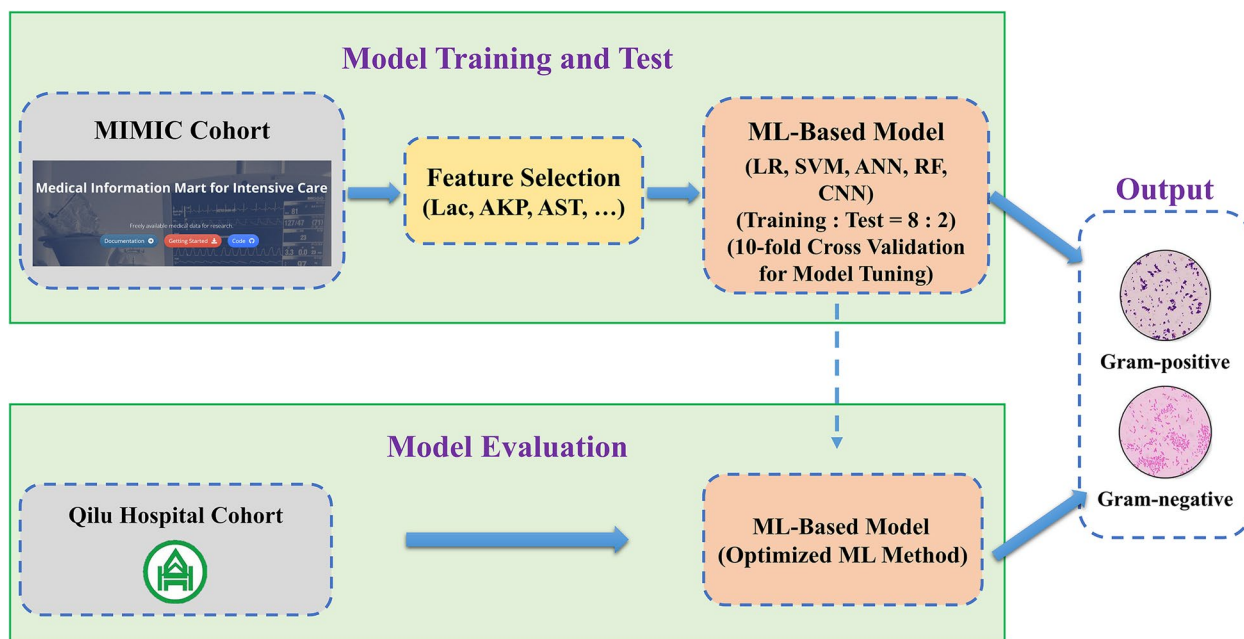 Model Training and Test
MIMIC Cohort
Medical Information Mart for Intensive Care
Freely available medical data for research.
Documentation
Getting Started
Code
Feature Selection
(Lac, AKP, AST, …)
ML-Based Model
(LR, SVM, ANN, RF,
CNN)
(Training : Test = 8 : 2)
(10-fold Cross Validation
for Model Tuning)
Output
Gram-positive
Gram-negative
Model Evaluation
Qilu Hospital Cohort
ML-Based Model
(Optimized ML Method)